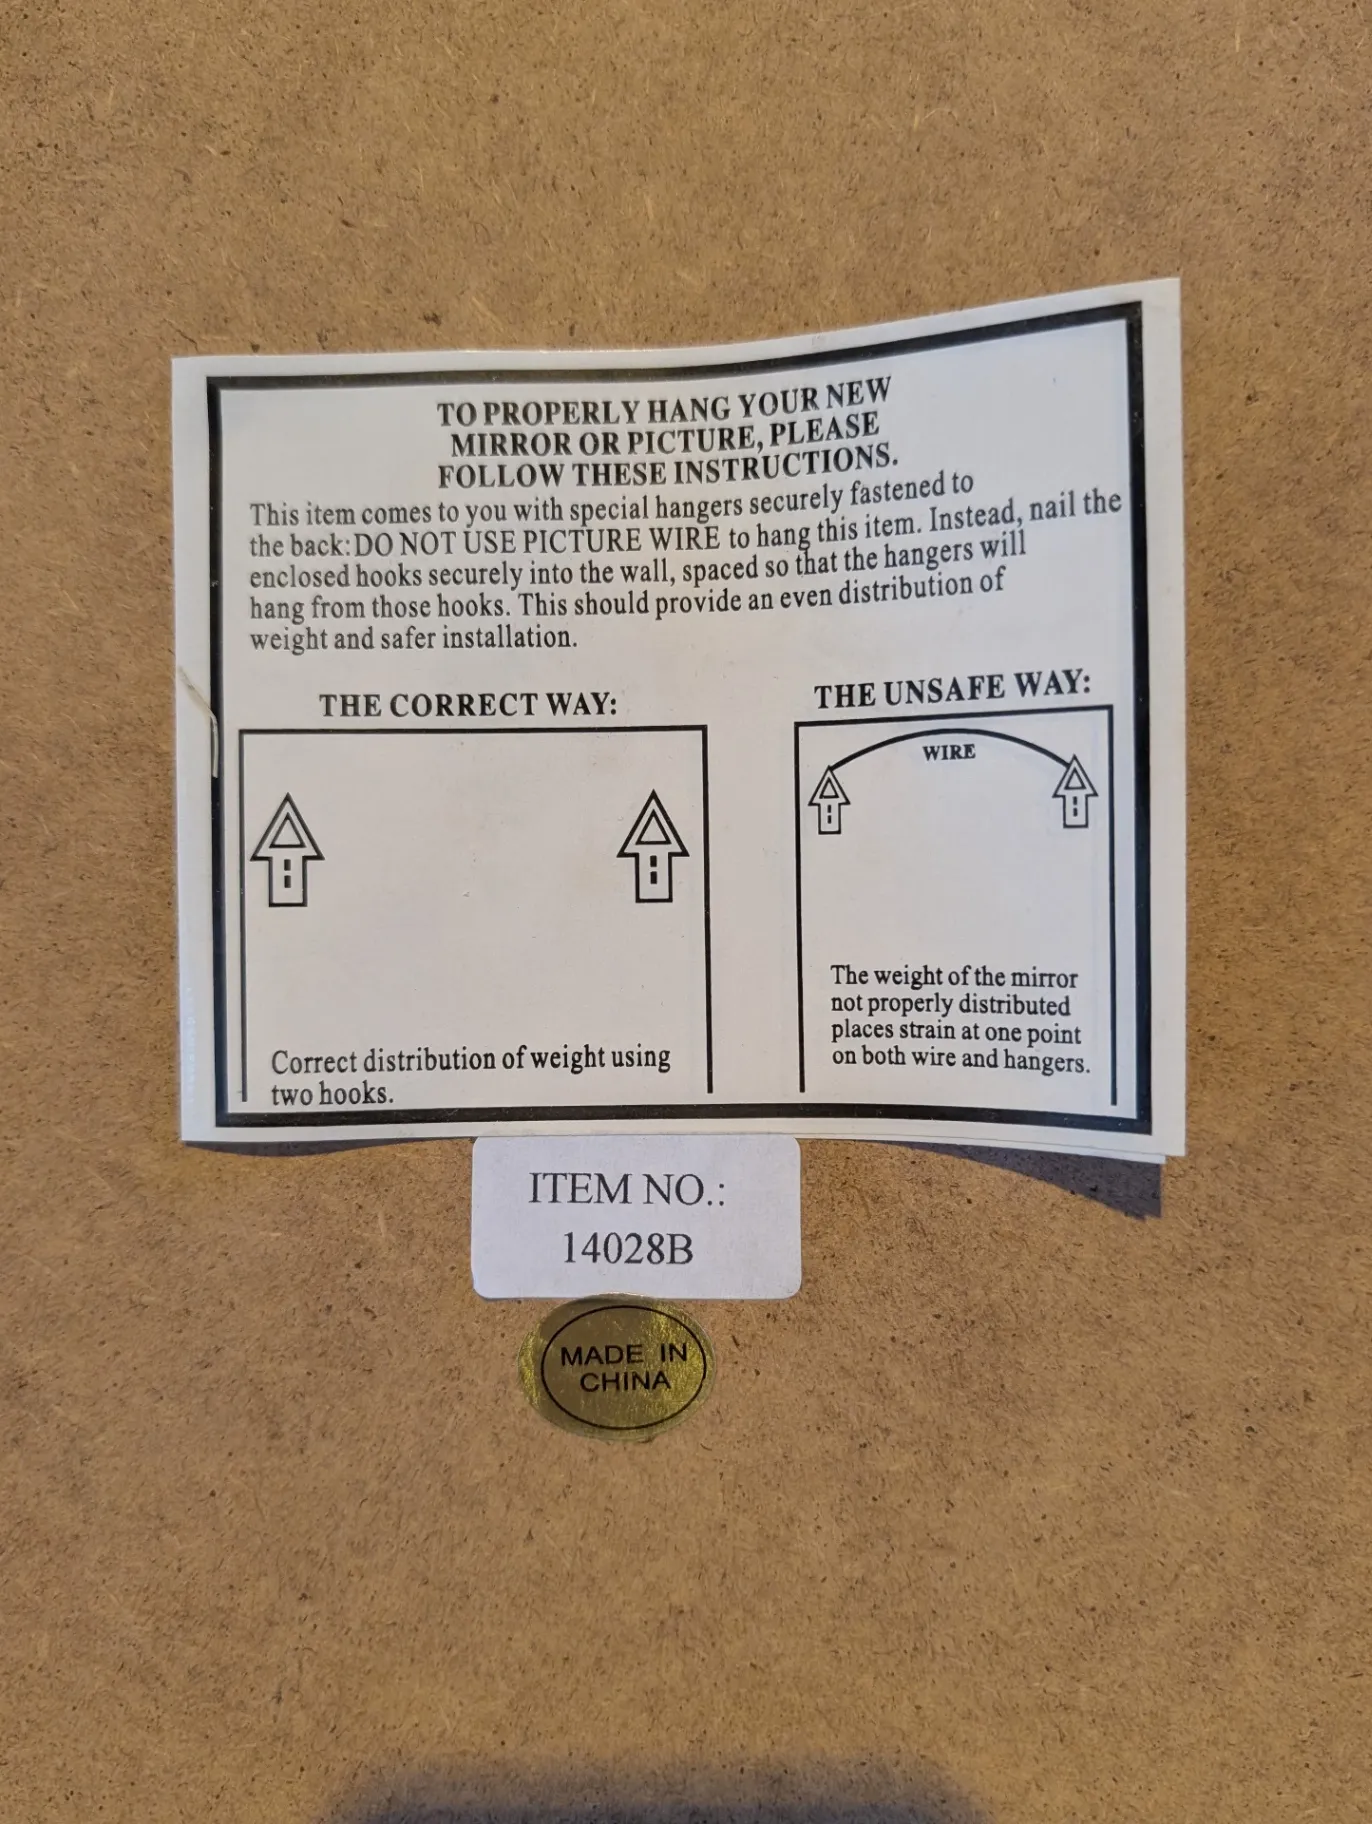 TO PROPERLY HANG YOUR NEW
MIRROR OR PICTURE, PLEASE
FOLLOW THESE INSTRUCTIONS.
This item comes to you with special hangers securely fastened to
the back: DO NOT USE PICTURE WIRE to hang this item. Instead, nail the
enclosed hooks securely into the wall, spaced so that the hangers will
hang from those hooks. This should provide an even distribution of
weight and safer installation.
THE CORRECT WAY:
Correct distribution of weight using
two hooks.
THE UNSAFE WAY:
WIRE
The weight of the mirror
not properly distributed
places strain at one point
on both wire and hangers.
ITEM NO.:
14028B
MADE IN
CHINA